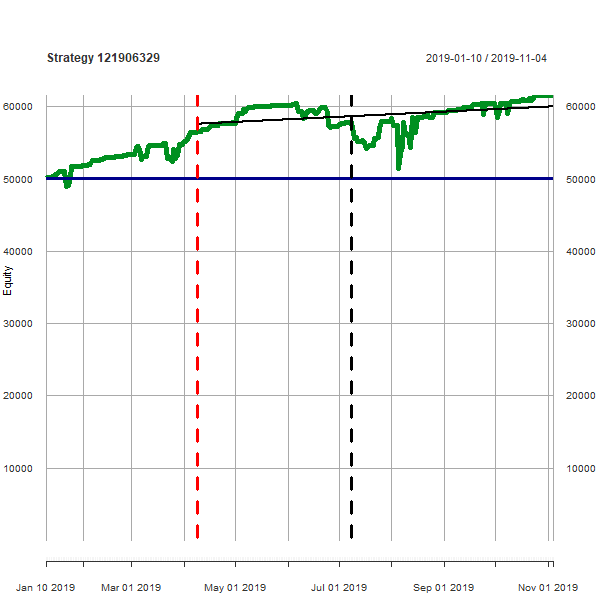 Strategy 121906329
2019-01-10 / 2019-11-04
60000
60000
50000
50000
40000
40000
Equity
30000
30000
20000
20000
10000
10000
Jan 10 2019
Mar 01 2019
May 01 2019
Jul 01 2019
Sep 01 2019
Nov 01 2019